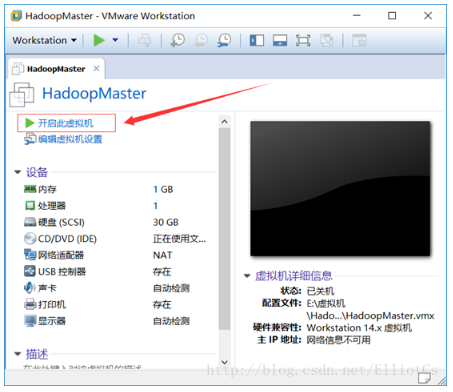 HadoopMaster - VMware Workstation
Workstation
HadoopMaster
HadoopMaster
开启此虚拟机
编辑虚拟机设置
设备
内存 1 GB
处理器 1
硬盘 (SCSI) 30 GB
CD/DVD (IDE) 正在使用文...
网络适配器 NAT
USB 控制器 存在
声卡 自动检测
打印机 存在
显示器 自动检测
描述
在此处键入对该虚拟机的描述
虚拟机详细信息
状态: 已关机
配置文件: E:\虚拟机
\Hado...\HadoopMaster.vmx
硬件兼容性: Workstation 14.x 虚拟机
主 IP 地址: 网络信息不可用
http://blog.csdn.net/ElliotCs